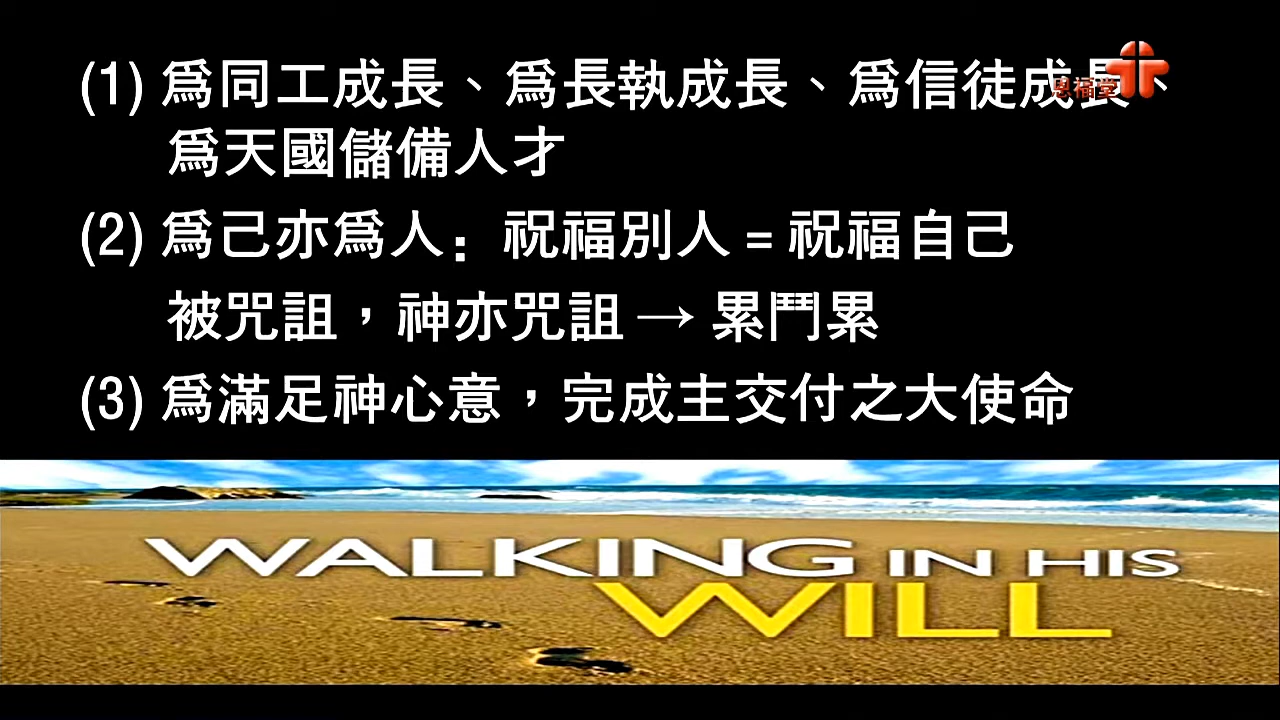 (1) 爲同工成長、爲長執成長、爲信徒成長、
恩福堂
爲天國儲備人才
(2) 爲己亦爲人：祝福別人 = 祝福自己
被咒詛，神亦咒詛 → 累鬥累
(3) 爲滿足神心意，完成主交付之大使命
WALKING IN HIS
WILL